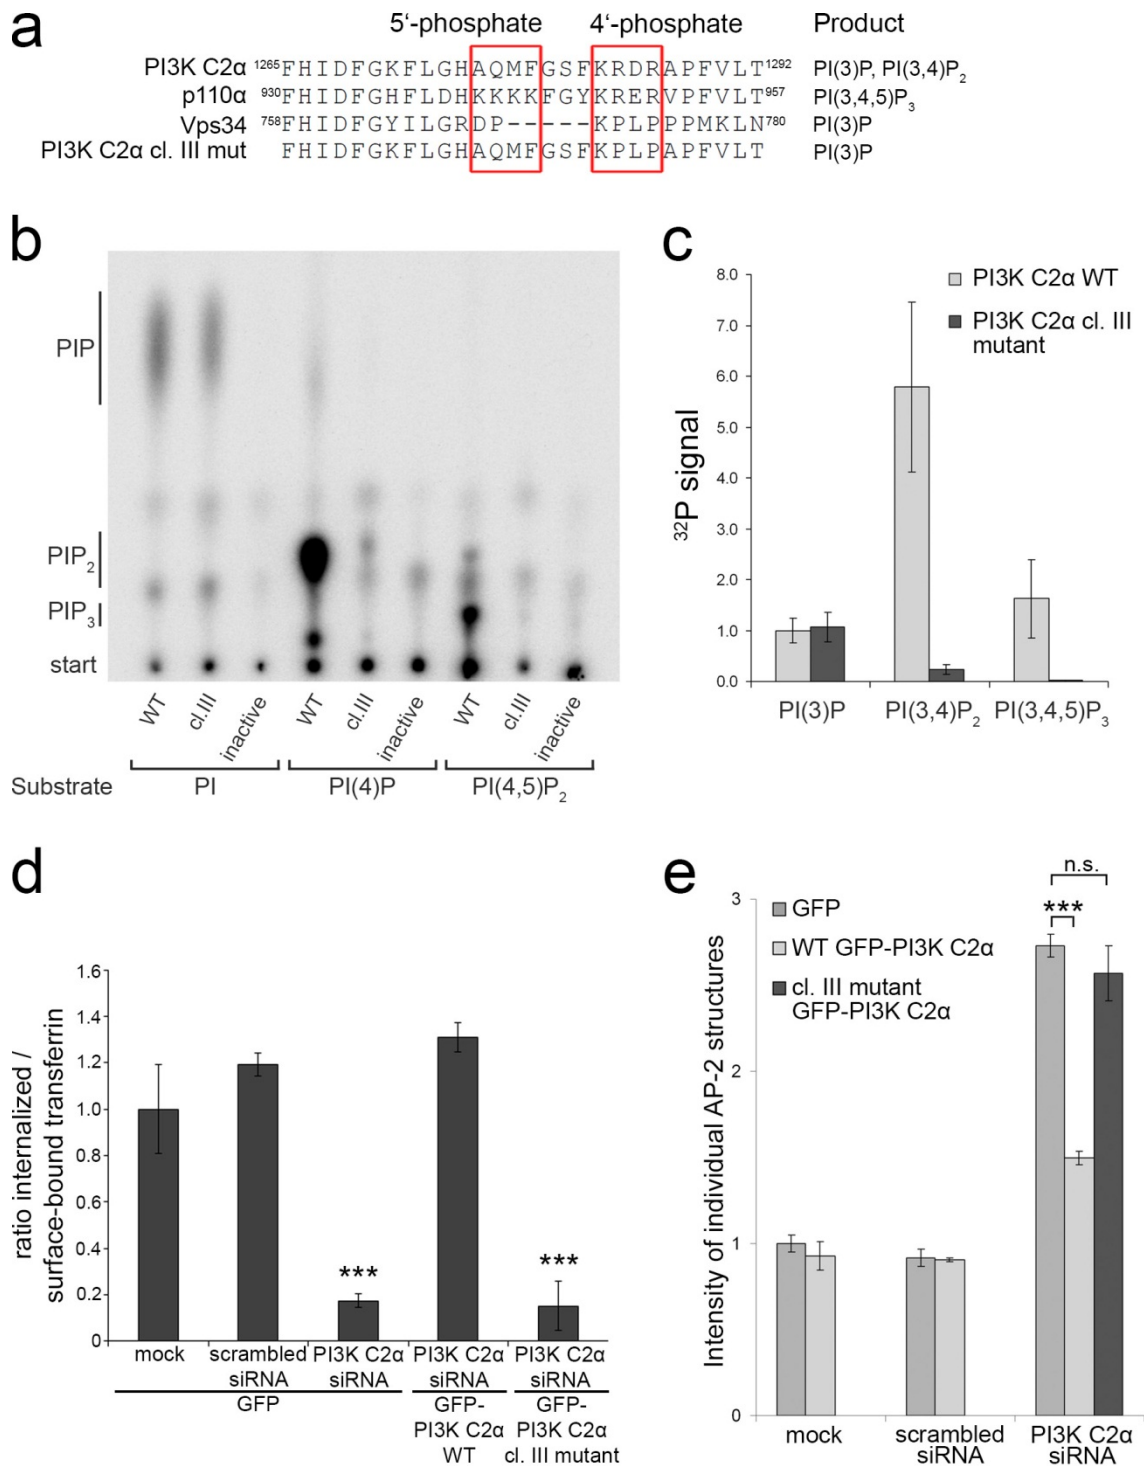 a
5‘-phosphate 4‘-phosphate Product
PI3K C2α 1265FHIDFGKFLGHAQMFGSFKRDRAPFVLT1292 PI(3)P, PI(3,4)P2
p110α 930FHIDFGHFLDHKKKKFGYKRERVPFVLT957 PI(3,4,5)P3
Vps34 758FHIDFGYILGRDP-----KPLPPPMKLN780 PI(3)P
PI3K C2α cl. III mut FHIDFGKFLGHAQMFGSFKPLPAPFVLT PI(3)P
b
PIP
PIP2
PIP3
start
WT cl.III inactive WT cl.III inactive WT cl.III inactive
Substrate PI PI(4)P PI(4,5)P2
c
PI3K C2α WT
PI3K C2α cl. III
mutant
32P signal
8.0
7.0
6.0
5.0
4.0
3.0
2.0
1.0
0.0
PI(3)P PI(3,4)P2 PI(3,4,5)P3
d
ratio internalized /
surface-bound transferrin
1.6
1.4
1.2
1.0
0.8
0.6
0.4
0.2
0
*** ***
mock scrambled PI3K C2α PI3K C2α PI3K C2α
siRNA siRNA siRNA siRNA
GFP GFP- GFP-
PI3K C2α PI3K C2α
WT cl. III mutant
e
n.s.
***
GFP
WT GFP-PI3K C2α
cl. III mutant
GFP-PI3K C2α
Intensity of individual AP-2 structures
3
2
1
0
mock scrambled PI3K C2α
siRNA siRNA